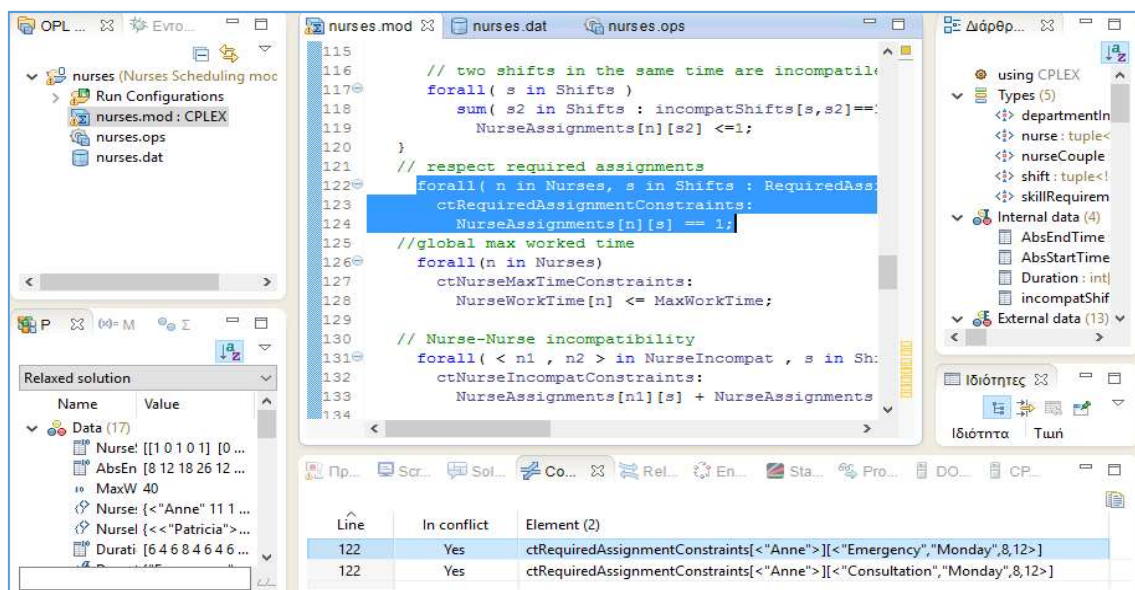 OPL ...
Εντο...
nurses (Nurses Scheduling moc
Run Configurations
nurses.mod : CPLEX
nurses.ops
nurses.dat
nurses.mod
nurses.dat
nurses.ops
115
116 // two shifts in the same time are incompatil
117 forall( s in Shifts )
118 sum( s2 in Shifts : incompatShifts[s,s2]==
119 NurseAssignments[n][s2] <=1;
120 }
121 // respect required assignments
122 forall( n in Nurses, s in Shifts : RequiredAss
123 ctRequiredAssignmentConstraints:
124 NurseAssignments[n][s] == 1;
125 //global max worked time
126 forall(n in Nurses)
127 ctNurseMaxTimeConstraints:
128 NurseWorkTime[n] <= MaxWorkTime;
129
130 // Nurse-Nurse incompatibility
131 forall( < n1 , n2 > in NurseIncompat , s in Sh
132 ctNurseIncompatConstraints:
133 NurseAssignments[n1][s] + NurseAssignments
134
Διάρθρ...
using CPLEX
Types (5)
departmentIn
nurse : tuple<
nurseCouple
shift : tuple<!
skillRequirem
Internal data (4)
AbsEndTime
AbsStartTime
Duration : int[
incompatShif
External data (13)
Ιδιότητες
Ιδιότητα Τιμή
P (x)= M Σ
Relaxed solution
Name Value
Data (17)
Nurse! [[1 0 1 0 1] [0 ...
AbsEn [8 12 18 26 12 ...
MaxW 40
Nurse: {<"Anne" 11 1 ...
Nursel {<<"Patricia">...
Durati [6 4 6 8 4 6 4 6 ...
Πρ... Scr... Sol... Co... Rel... Εν... Sta... Pro... DO... CP...
Line In conflict Element (2)
122 Yes ctRequiredAssignmentConstraints[<"Anne">][<"Emergency","Monday",8,12>]
122 Yes ctRequiredAssignmentConstraints[<"Anne">][<"Consultation","Monday",8,12>]